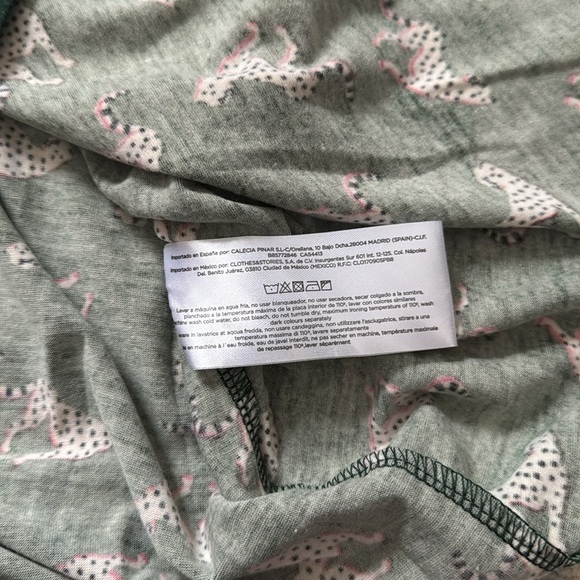 Importado en España por: CALECIA PINAR S.L-C/Orellana, 10 Bajo Dcha.28004 MADRID (SPAIN)-C.I.F.
B85772846 CA54413
Importado en México por: CLOTHES&STORIES, S.A, de C.V. Insurgentes Sur 601 int. 12-125. Col. Nápoles
Del. Benito Juárez, 03810 Ciudad de México (MEXICO) R.F.C: CLO170905PB8
Lavar a máquina en agua fría, no usar blanqueador, no usar secadora, secar colgado a la sombra,
planchado a la temperatura máxima de la placa interior de 110º, lavar con colores similares
machine wash cold water, do not bleach, do not tumble dry, maximum ironing temperature of 110º, wash
dark colours separately
in lavatrice at acqua fredda, non usare candeggina, non utilizzare l'asciugatrice, stirare a una
temperatura màssima di 110º, lavare separatamente
en machine à l'eau froide, eau de javel interdit, ne pas secher en machine, température maximale
de repassage 110º,laver séparément.